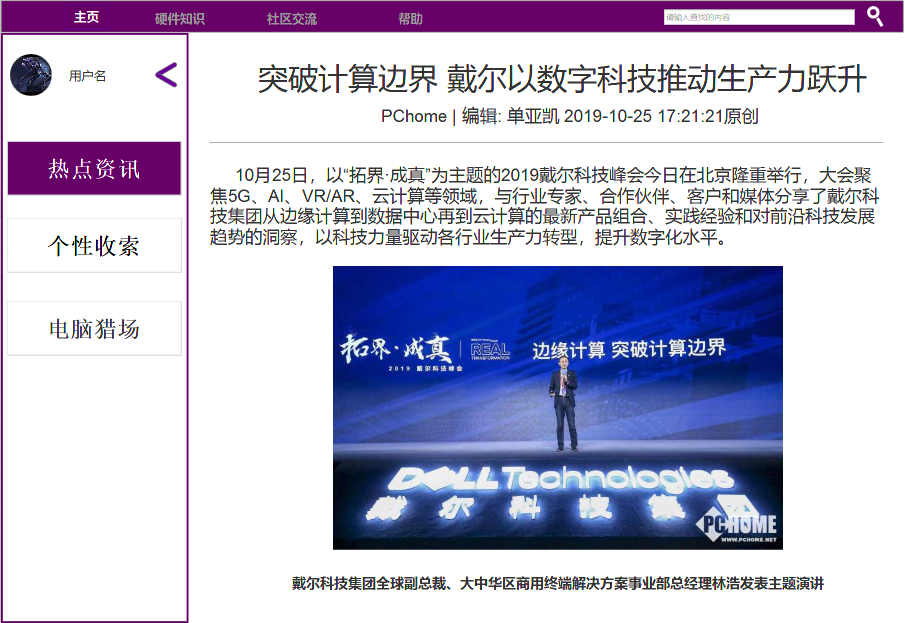 主页 硬件知识 社区交流 帮助 请输入查找的内容
用户名
热点资讯
个性收索
电脑猎场
突破计算边界 戴尔以数字科技推动生产力跃升
PChome | 编辑: 单亚凯 2019-10-25 17:21:21原创
10月25日，以“拓界·成真”为主题的2019戴尔科技峰会今日在北京隆重举行，大会聚
焦5G、AI、VR/AR、云计算等领域，与行业专家、合作伙伴、客户和媒体分享了戴尔科
技集团从边缘计算到数据中心再到云计算的最新产品组合、实践经验和对前沿科技发展
趋势的洞察，以科技力量驱动各行业生产力转型，提升数字化水平。
拓界·成真 REAL
TRANSFORMATION
2019 戴尔科技峰会
边缘计算 突破计算边界
DELL Technologies
戴尔科技集团
PCHOME
WWW.PCHOME.NET
戴尔科技集团全球副总裁、大中华区商用终端解决方案事业部总经理林浩发表主题演讲